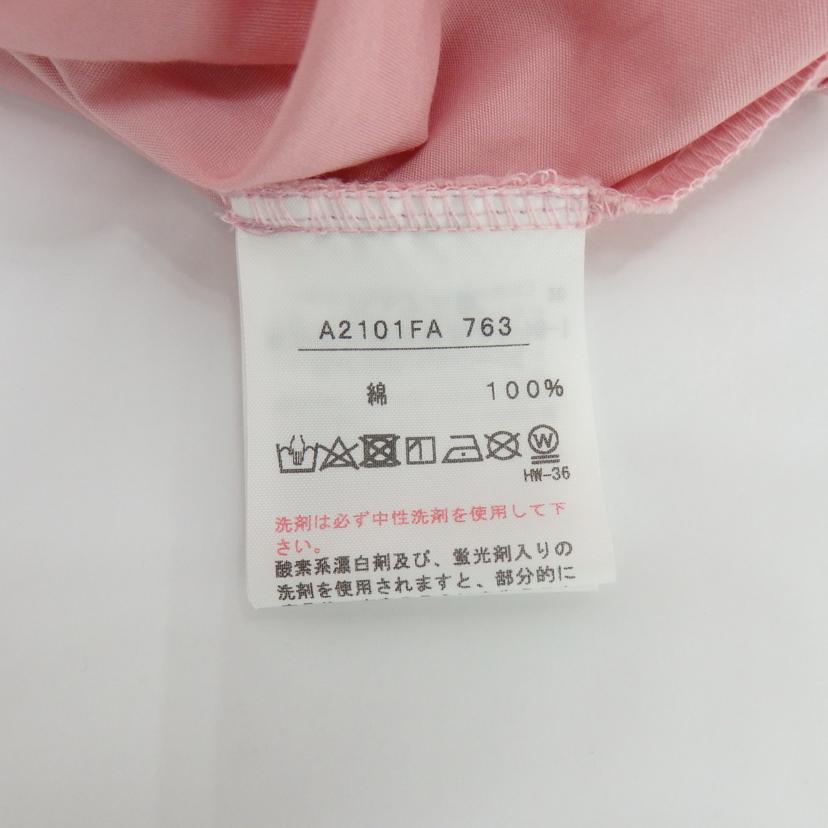 A2101FA 763
綿 100%
W
HW-36
洗剤は必ず中性洗剤を使用して下
さい。
酸素系漂白剤及び、蛍光剤入りの
洗剤を使用されますと、部分的に